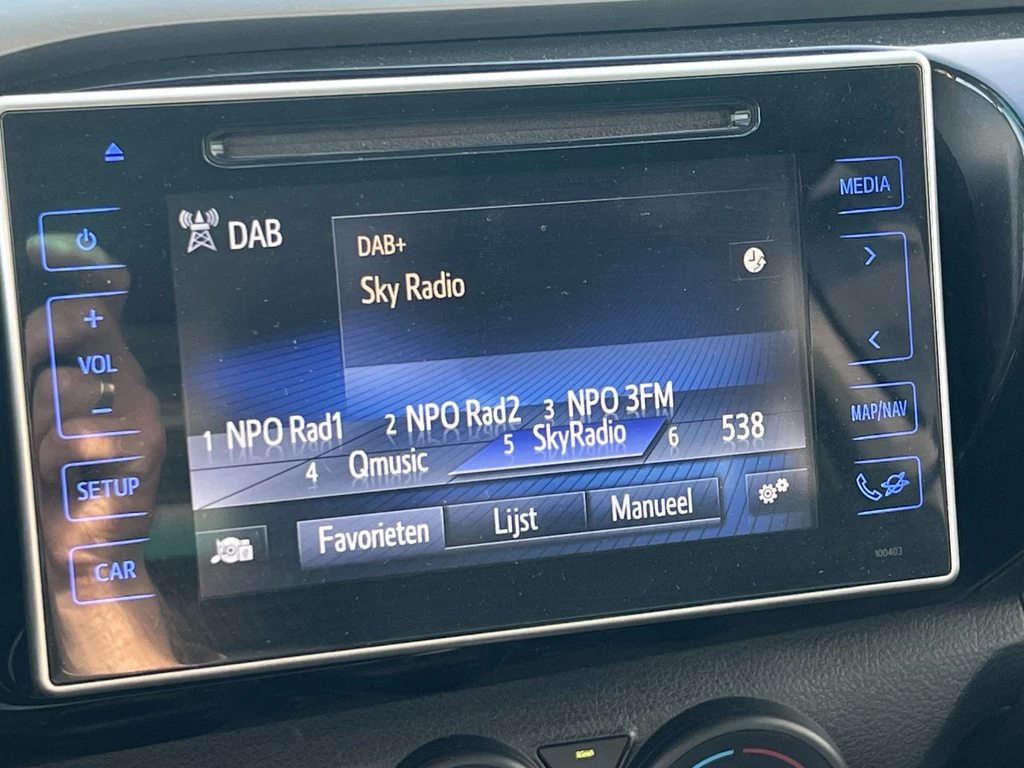 MEDIA
DAB
DAB+
Sky Radio
VOL
1 NPO Rad1 2 NPO Rad2 3 NPO 3FM
4 Qmusic 5 SkyRadio 6 538
MAP/NAV
SETUP
Favorieten Lijst Manueel
CAR
100403